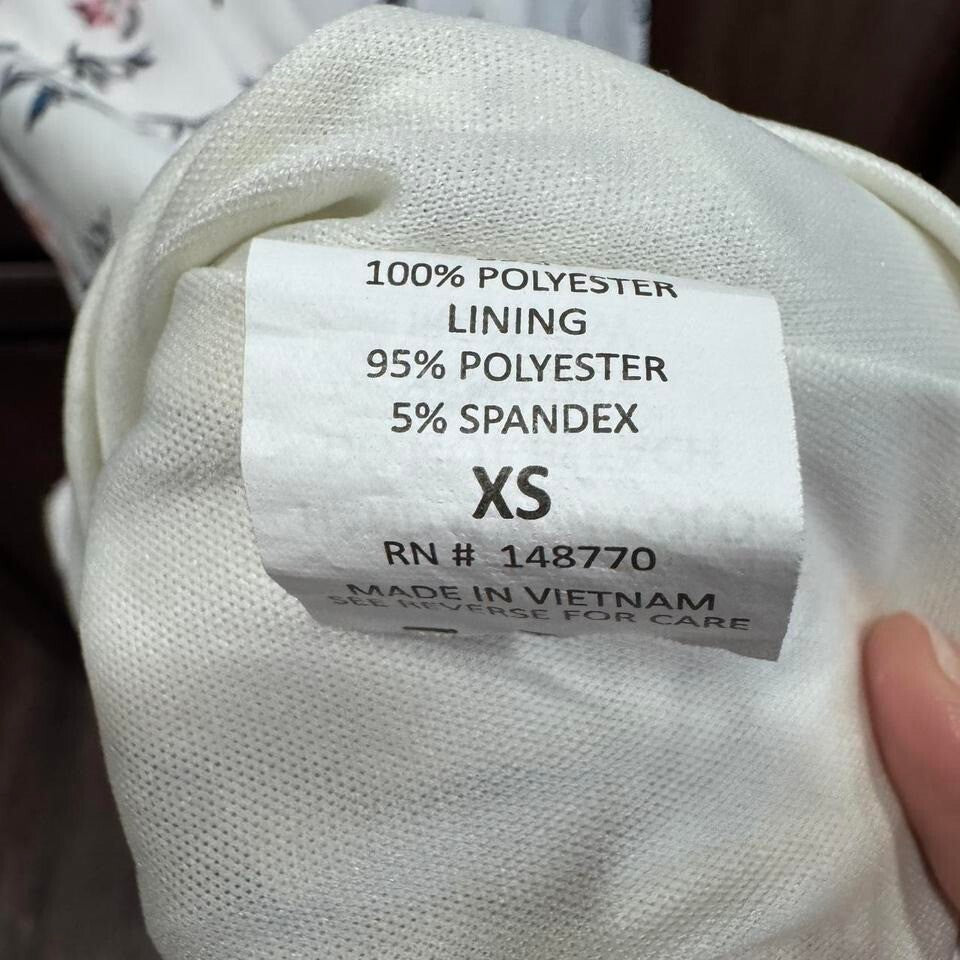 100% POLYESTER
LINING
95% POLYESTER
5% SPANDEX
XS
RN # 148770
MADE IN VIETNAM
SEE REVERSE FOR CARE